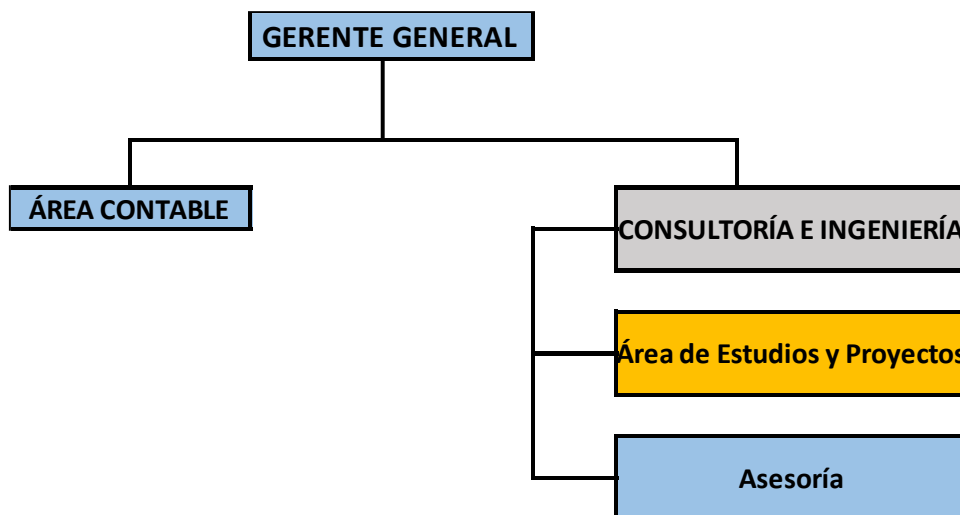 GERENTE GENERAL
ÁREA CONTABLE
CONSULTORÍA E INGENIERÍA
Área de Estudios y Proyectos
Asesoría